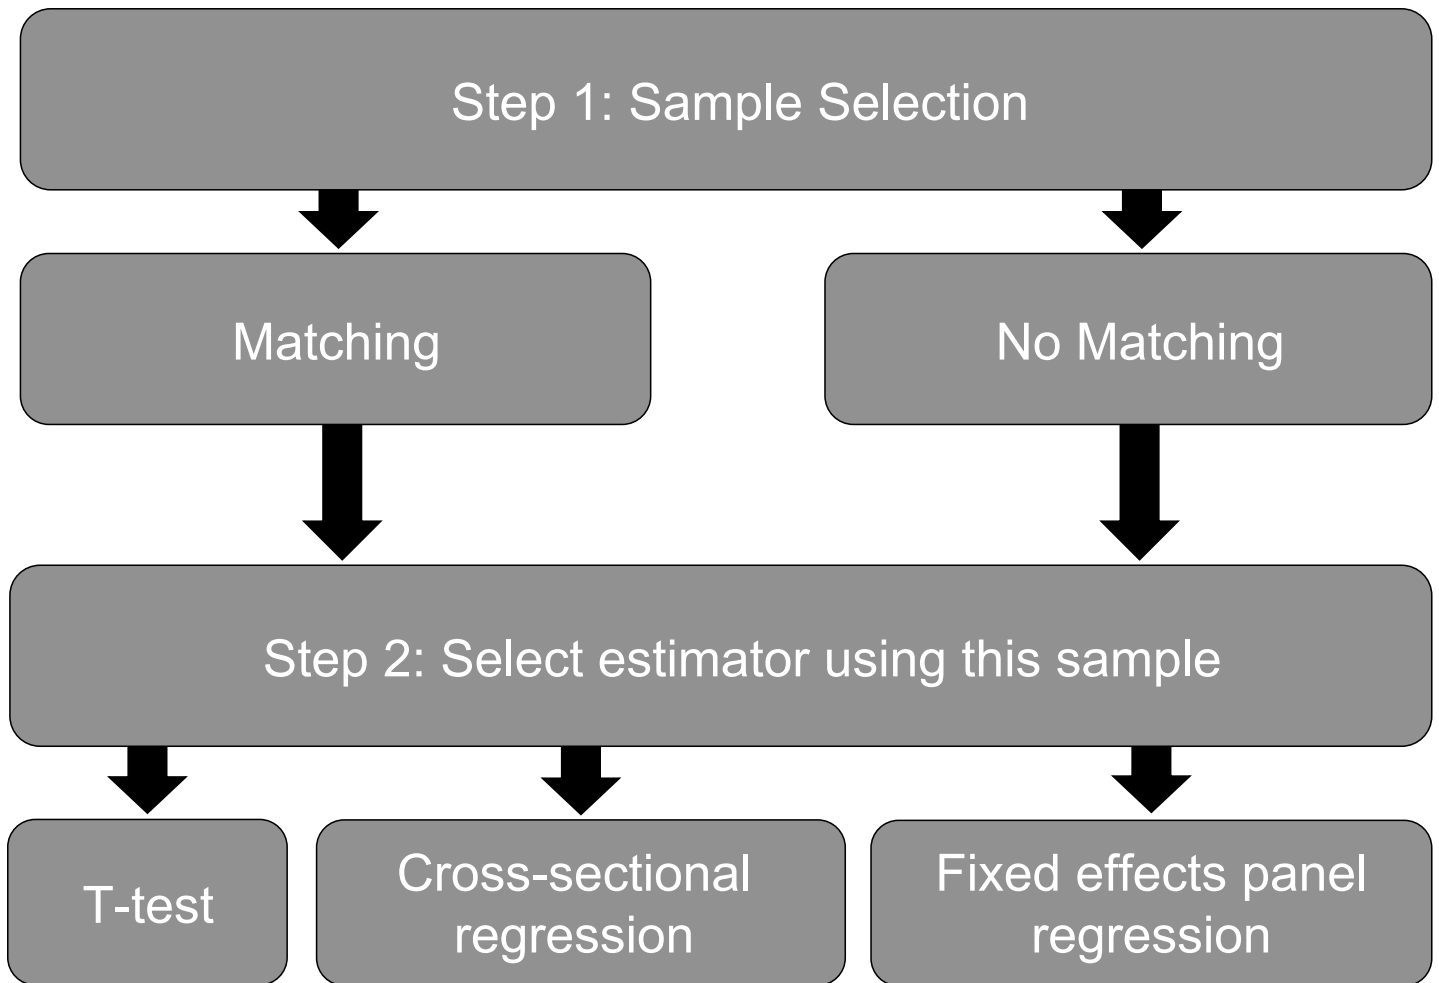 Step 1: Sample Selection
Matching
No Matching
Step 2: Select estimator using this sample
T-test
Cross-sectional
regression
Fixed effects panel
regression